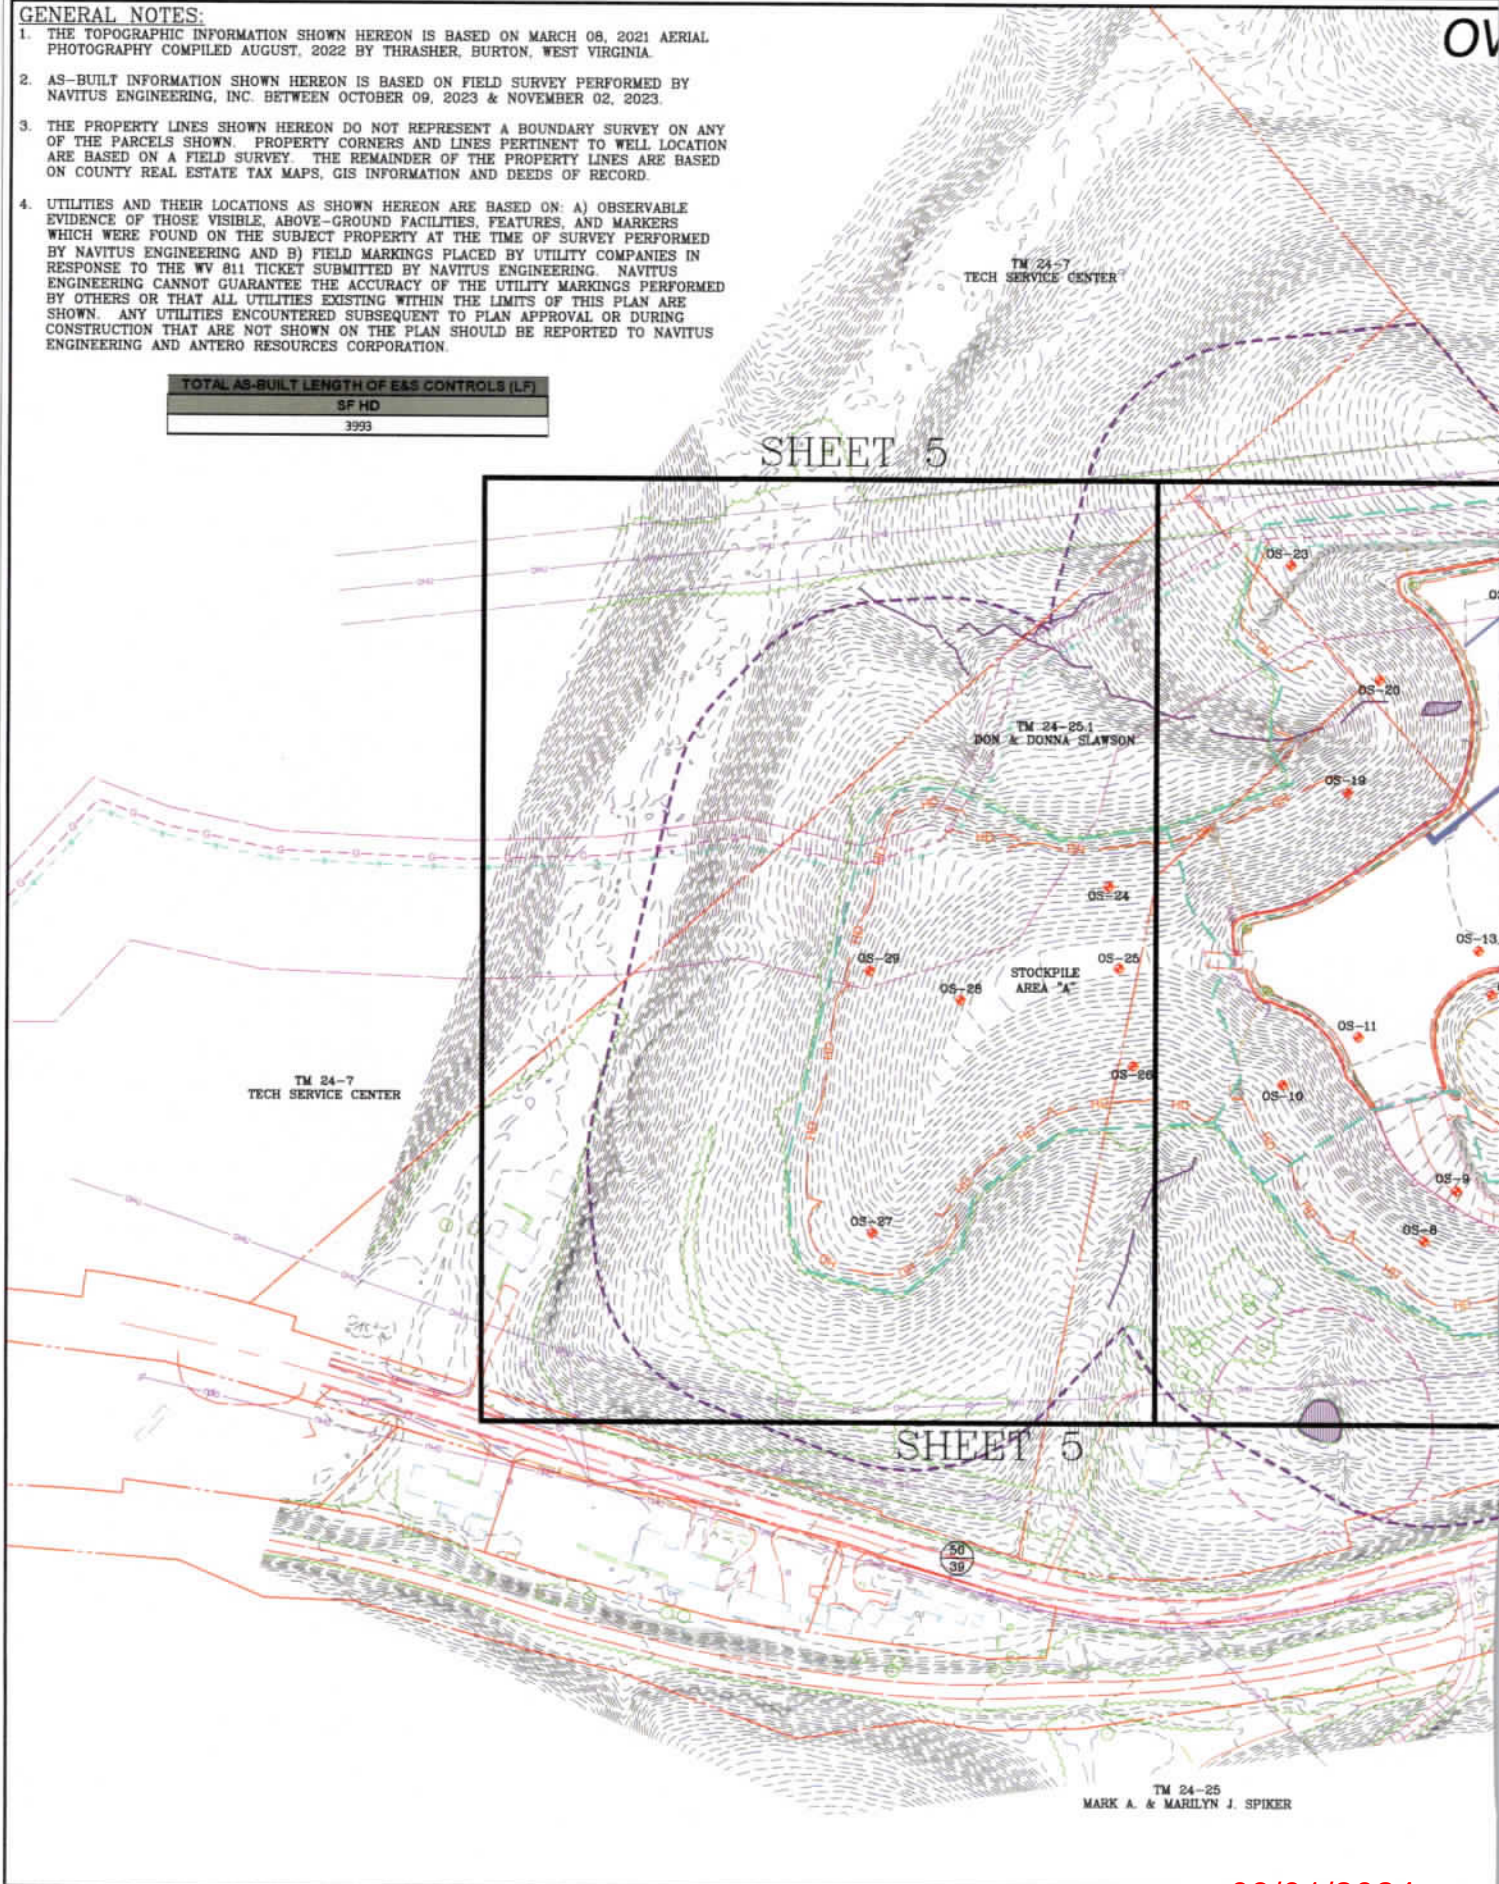 GENERAL NOTES:
1. THE TOPOGRAPHIC INFORMATION SHOWN HEREON IS BASED ON MARCH 08, 2021 AERIAL
PHOTOGRAPHY COMPILED AUGUST, 2022 BY THRASHER, BURTON, WEST VIRGINIA.
2. AS-BUILT INFORMATION SHOWN HEREON IS BASED ON FIELD SURVEY PERFORMED BY
NAVITUS ENGINEERING, INC. BETWEEN OCTOBER 09, 2023 & NOVEMBER 02, 2023.
3. THE PROPERTY LINES SHOWN HEREON DO NOT REPRESENT A BOUNDARY SURVEY ON ANY
OF THE PARCELS SHOWN. PROPERTY CORNERS AND LINES PERTINENT TO WELL LOCATION
ARE BASED ON A FIELD SURVEY. THE REMAINDER OF THE PROPERTY LINES ARE BASED
ON COUNTY REAL ESTATE TAX MAPS, GIS INFORMATION AND DEEDS OF RECORD.
4. UTILITIES AND THEIR LOCATIONS AS SHOWN HEREON ARE BASED ON: A) OBSERVABLE
EVIDENCE OF THOSE VISIBLE, ABOVE-GROUND FACILITIES, FEATURES, AND MARKERS
WHICH WERE FOUND ON THE SUBJECT PROPERTY AT THE TIME OF SURVEY PERFORMED
BY NAVITUS ENGINEERING AND B) FIELD MARKINGS PLACED BY UTILITY COMPANIES IN
RESPONSE TO THE WV 811 TICKET SUBMITTED BY NAVITUS ENGINEERING. NAVITUS
ENGINEERING CANNOT GUARANTEE THE ACCURACY OF THE UTILITY MARKINGS PERFORMED
BY OTHERS OR THAT ALL UTILITIES EXISTING WITHIN THE LIMITS OF THIS PLAN ARE
SHOWN. ANY UTILITIES ENCOUNTERED SUBSEQUENT TO PLAN APPROVAL OR DURING
CONSTRUCTION THAT ARE NOT SHOWN ON THE PLAN SHOULD BE REPORTED TO NAVITUS
ENGINEERING AND ANTERO RESOURCES CORPORATION.
TOTAL AS-BUILT LENGTH OF E&S CONTROLS (LF)
SF HD
3993
TM 24-7
TECH SERVICE CENTER
SHEET 5
OS-23
OS-20
TM 24-25.1
DON & DONNA SLAWSON
OS-19
OS-24
OS-13
OS-29
OS-25
STOCKPILE
AREA "A"
OS-28
OS-11
OS-26
TM 24-7
TECH SERVICE CENTER
OS-10
OS-9
OS-27
OS-8
SHEET 5
50
39
TM 24-25
MARK A. & MARILYN J. SPIKER